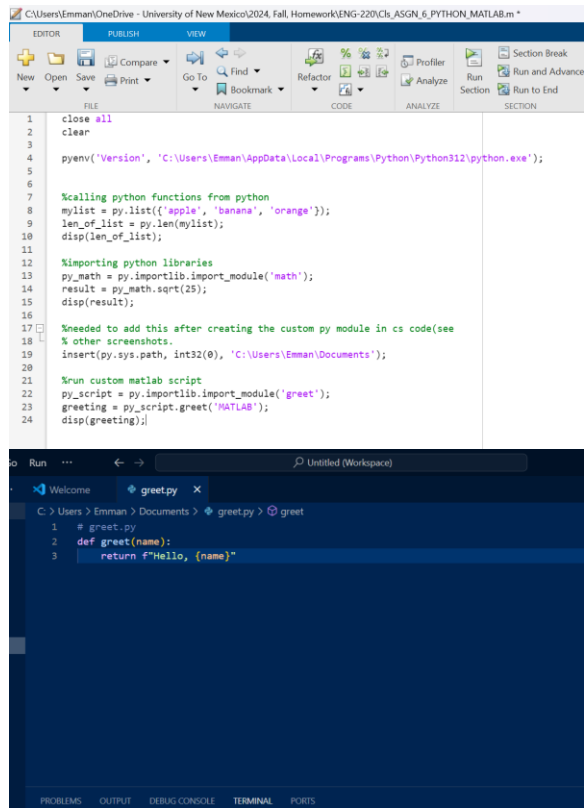 C:\Users\Emman\OneDrive - University of New Mexico\2024, Fall, Homework\ENG-220\Cls_ASGN_6_PYTHON_MATLAB.m *
EDITOR PUBLISH VIEW
New Open Save Compare Print Go To Find Bookmark Refactor Profiler Analyze Run Section Section Break Run and Advance Run to End
FILE NAVIGATE CODE ANALYZE SECTION
1 close all
2 clear
3
4 pyenv('Version', 'C:\Users\Emman\AppData\Local\Programs\Python\Python312\python.exe');
5
6
7 %calling python functions from python
8 mylist = py.list({'apple', 'banana', 'orange'});
9 len_of_list = py.len(mylist);
10 disp(len_of_list);
11
12 %importing python libraries
13 py_math = py.importlib.import_module('math');
14 result = py_math.sqrt(25);
15 disp(result);
16
17 %needed to add this after creating the custom py module in cs code(see
18 % other screenshots.
19 insert(py.sys.path, int32(0), 'C:\Users\Emman\Documents');
20
21 %run custom matlab script
22 py_script = py.importlib.import_module('greet');
23 greeting = py_script.greet('MATLAB');
24 disp(greeting);
Go Run ··· Untitled (Workspace)
Welcome greet.py X
C: > Users > Emman > Documents > greet.py > greet
1 # greet.py
2 def greet(name):
3 return f"Hello, {name}"
PROBLEMS OUTPUT DEBUG CONSOLE TERMINAL PORTS